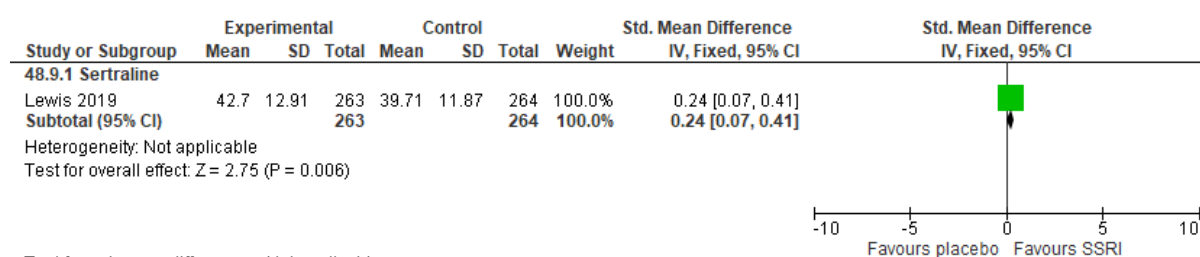 Experimental Control Std. Mean Difference Std. Mean Difference
Study or Subgroup Mean SD Total Mean SD Total Weight IV, Fixed, 95% CI IV, Fixed, 95% CI
48.9.1 Sertraline
Lewis 2019 42.7 12.91 263 39.71 11.87 264 100.0% 0.24 [0.07, 0.41]
Subtotal (95% CI) 263 264 100.0% 0.24 [0.07, 0.41]
Heterogeneity: Not applicable
Test for overall effect: Z = 2.75 (P = 0.006)
-10 -5 0 5 10
Favours placebo Favours SSRI